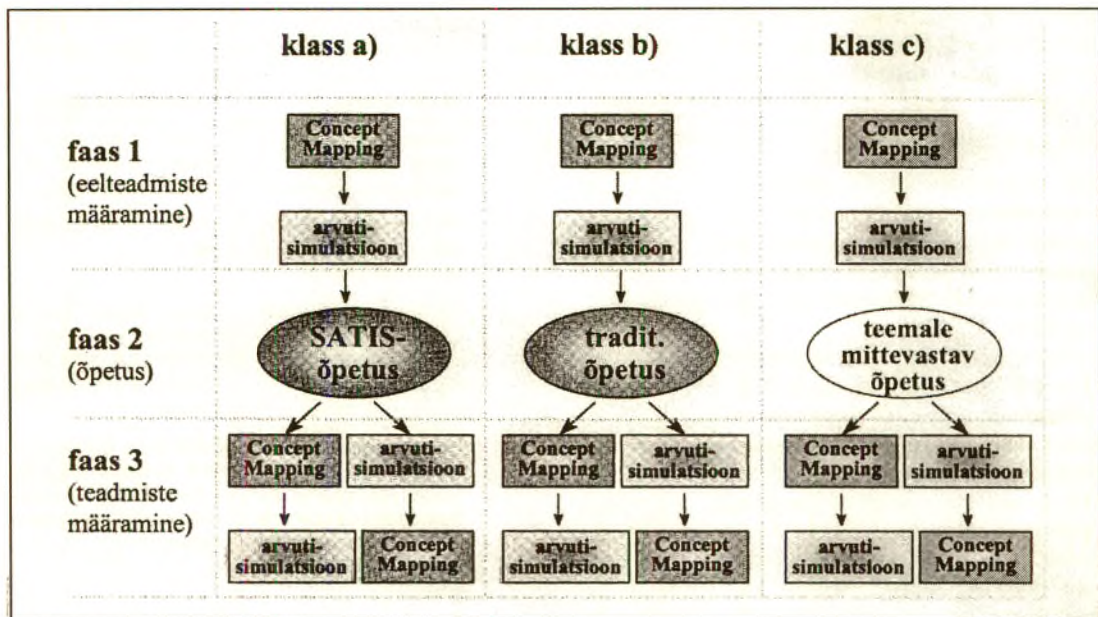 klass a)
klass b)
klass c)
faas 1
(eelteadmiste
määramine)
Concept
Mapping
arvuti-
simulatsioon
Concept
Mapping
arvuti-
simulatsioon
Concept
Mapping
arvuti-
simulatsioon
faas 2
(õpetus)
SATIS-
õpetus
tradit.
õpetus
teemale
mittevastav
õpetus
faas 3
(teadmiste
määramine)
Concept
Mapping
arvuti-
simulatsioon
Concept
Mapping
arvuti-
simulatsioon
Concept
Mapping
arvuti-
simulatsioon
arvuti-
simulatsioon
Concept
Mapping
arvuti-
simulatsioon
Concept
Mapping
arvuti-
simulatsioon
Concept
Mapping